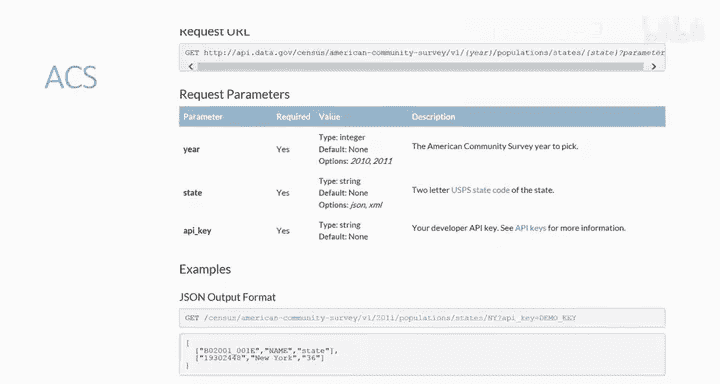 Request URL
ACS
GET http://api.data.gov/census/american-community-survey/v1/{year}/populations/states/{state}?parameter
Request Parameters
Parameter Required Value Description
year Yes Type: integer The American Community Survey year to pick.
Default: None
Options: 2010, 2011
state Yes Type: string Two letter USPS state code of the state.
Default: None
Options: json, xml
api_key Yes Type: string Your developer API key. See API keys for more information.
Default: None
Examples
JSON Output Format
GET /census/american-community-survey/v1/2011/populations/states/NY?api_key=DEMO_KEY
[
["B02001_001E","NAME","state"],
["19302448","New York","36"]
]